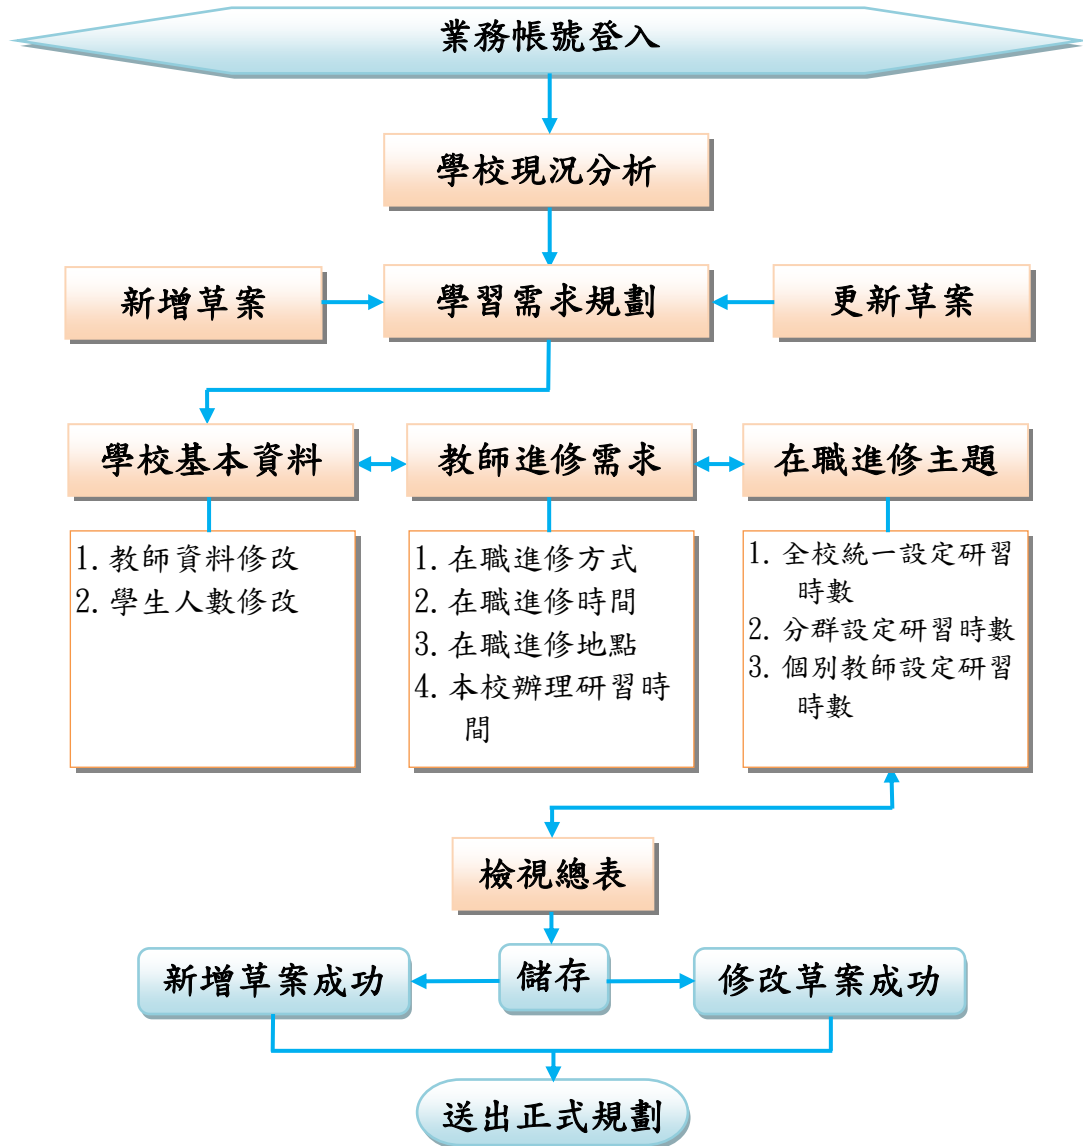 業務帳號登入
學校現況分析
新增草案
學習需求規劃
更新草案
學校基本資料
教師進修需求
在職進修主題
1. 教師資料修改
2. 學生人數修改
1. 在職進修方式
2. 在職進修時間
3. 在職進修地點
4. 本校辦理研習時
間
1. 全校統一設定研習
時數
2. 分群設定研習時數
3. 個別教師設定研習
時數
檢視總表
新增草案成功
儲存
修改草案成功
送出正式規劃